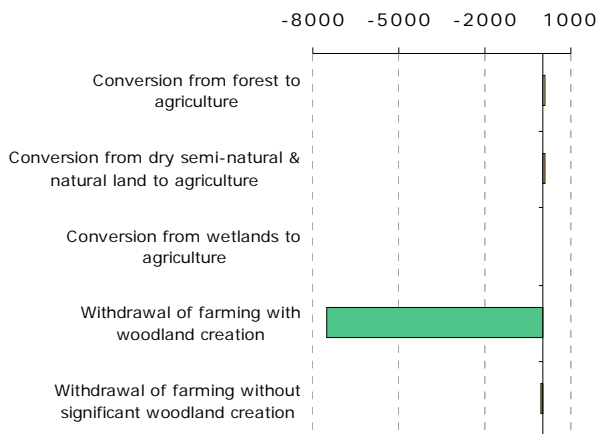 -8000 -5000 -2000 1000
Conversion from forest to
agriculture
Conversion from dry semi-natural &
natural land to agriculture
Conversion from wetlands to
agriculture
Withdrawal of farming with
woodland creation
Withdrawal of farming without
significant woodland creation